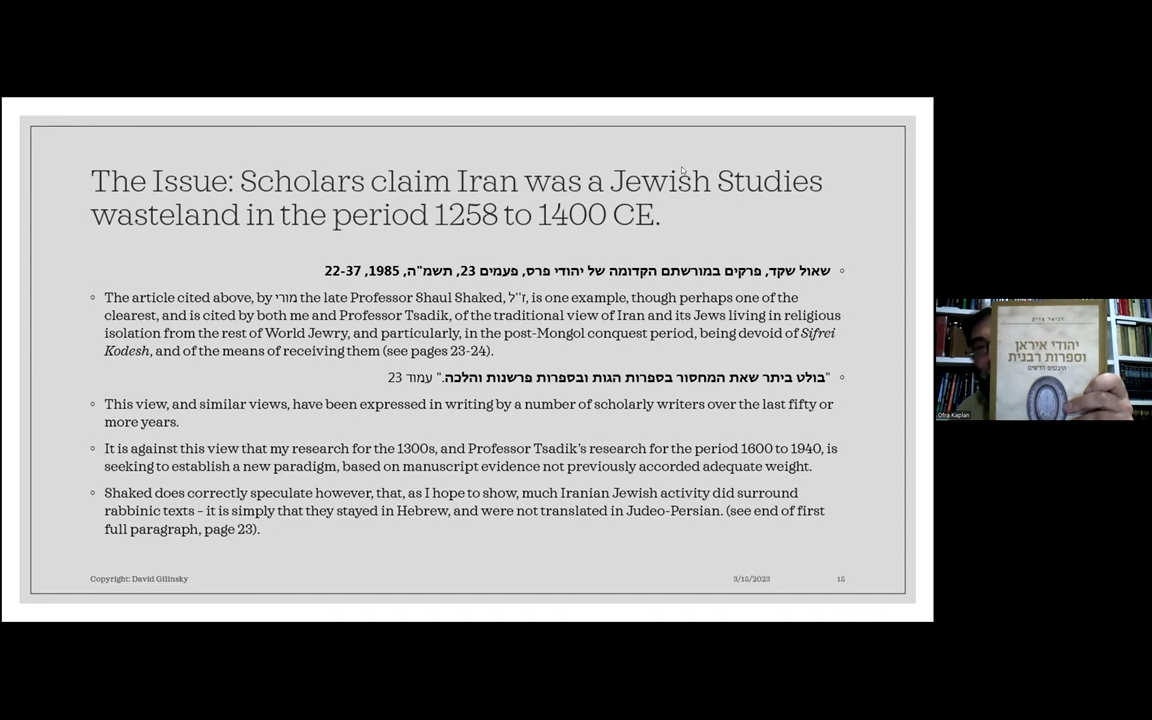 The Issue: Scholars claim Iran was a Jewish Studies
wasteland in the period 1258 to 1400 CE.
שאול שקד, פרקים במורשתם הקדומה של יהודי פרס, פעמים 23, תשמ"ה, 1985, 22-37
The article cited above, by מורי the late Professor Shaul Shaked, ז''ל, is one example, though perhaps one of the
clearest, and is cited by both me and Professor Tsadik, of the traditional view of Iran and its Jews living in religious
isolation from the rest of World Jewry, and particularly, in the post-Mongol conquest period, being devoid of Sifrei
Kodesh, and of the means of receiving them (see pages 23-24).
"בולט ביתר שאת המחסור בספרות הגות ובספרות פרשנות והלכה." עמוד 23
This view, and similar views, have been expressed in writing by a number of scholarly writers over the last fifty or
more years.
It is against this view that my research for the 1300s, and Professor Tsadik's research for the period 1600 to 1940, is
seeking to establish a new paradigm, based on manuscript evidence not previously accorded adequate weight.
Shaked does correctly speculate however, that, as I hope to show, much Iranian Jewish activity did surround
rabbinic texts – it is simply that they stayed in Hebrew, and were not translated in Judeo-Persian. (see end of first
full paragraph, page 23).
Copyright: David Gilinsky
3/15/2023
15
דניאל צדיק
יהודי איראן
וספרות רבנית
היבטים חדשים
Ofra Kaplan